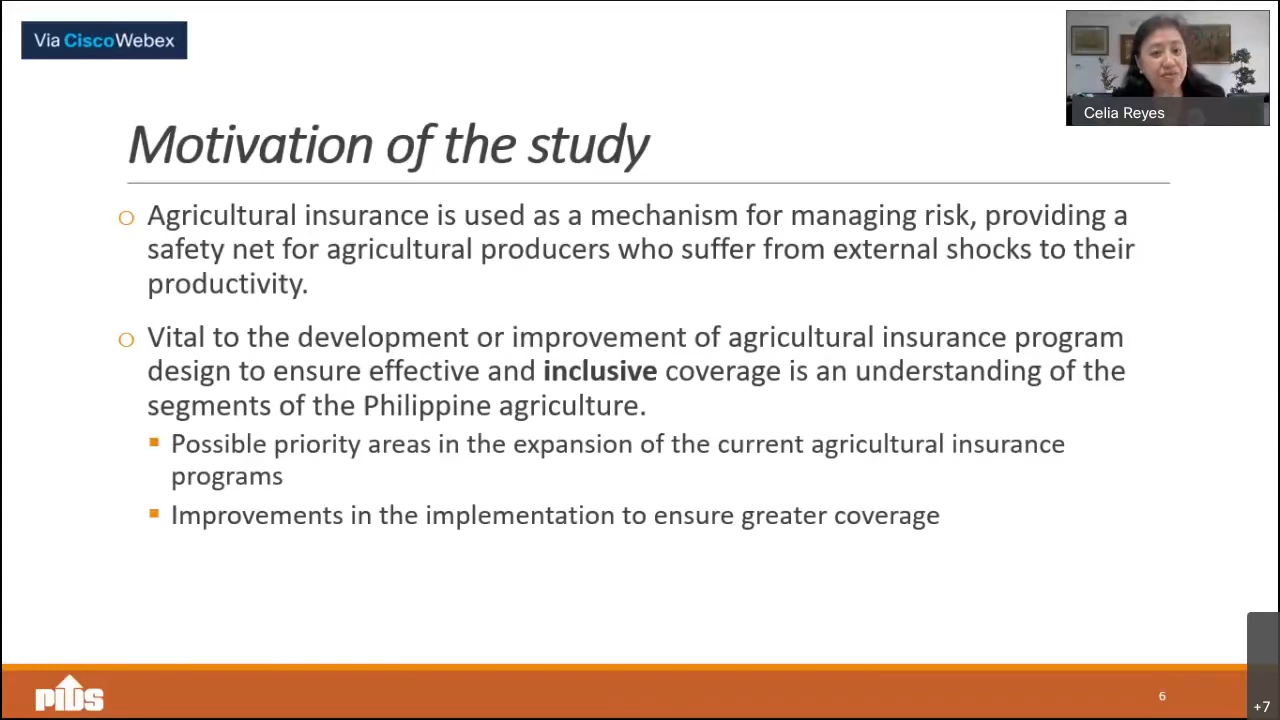 Via CiscoWebex
Celia Reyes
Motivation of the study
o Agricultural insurance is used as a mechanism for managing risk, providing a
safety net for agricultural producers who suffer from external shocks to their
productivity.
o Vital to the development or improvement of agricultural insurance program
design to ensure effective and inclusive coverage is an understanding of the
segments of the Philippine agriculture.
▪ Possible priority areas in the expansion of the current agricultural insurance
programs
▪ Improvements in the implementation to ensure greater coverage
PIDS
6
+7